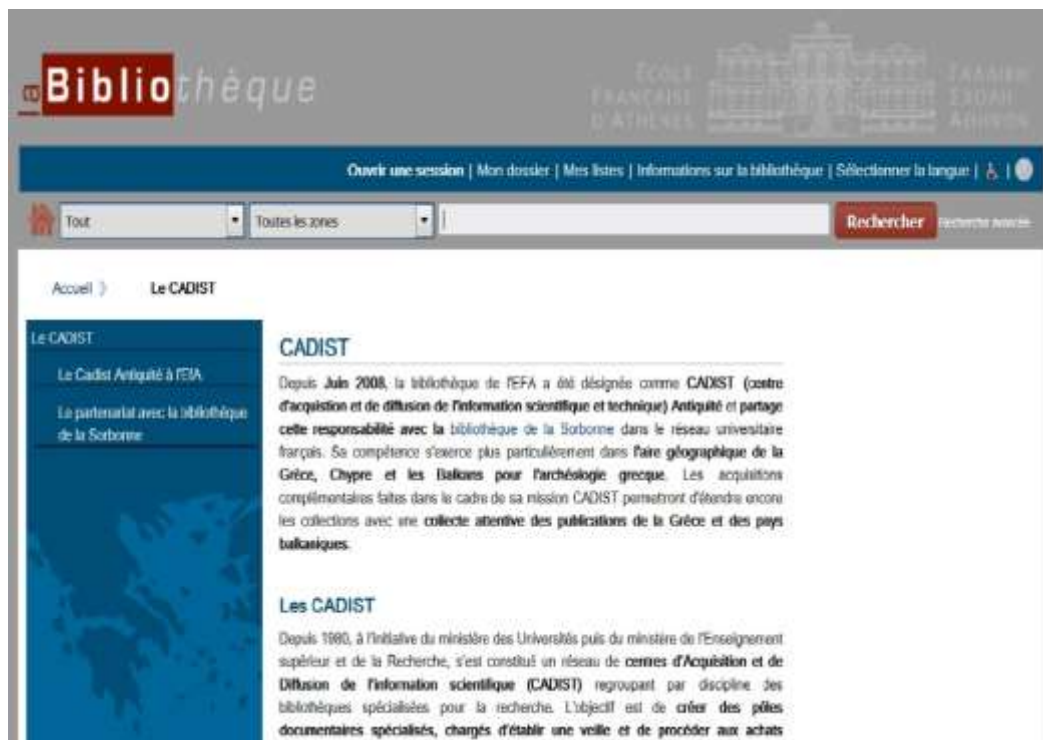 la Bibliothèque
ÉCOLE
FRANÇAISE
D'ATHÈNES
ΓΑΛΛΙΚΗ
ΣΧΟΛΗ
ΑΘΗΝΩΝ
Ouvrir une session | Mon dossier | Mes listes | Informations sur la bibliothèque | Sélectionner la langue |
Tout
Toutes les zones
Rechercher
Recherche avancée
Accueil 》 Le CADIST
Le CADIST
Le Cadist Antiquité à l'EfA
Le partenariat avec la bibliothèque
de la Sorbonne
CADIST
Depuis Juin 2008, la bibliothèque de l'EFA a été désignée comme CADIST (centre
d'acquistion et de diffusion de l'information scientifique et technique) Antiquité et partage
cette responsabilité avec la bibliothèque de la Sorbonne dans le réseau universitaire
français. Sa compétence s'exerce plus particulièrement dans l'aire géographique de la
Grèce, Chypre et les Balkans pour l'archéologie grecque. Les acquisitions
complémentaires faites dans le cadre de sa mission CADIST permettront d'étendre encore
les collections avec une collecte attentive des publications de la Grèce et des pays
balkaniques.
Les CADIST
Depuis 1980, à l'initiative du ministère des Universités puis du ministère de l'Enseignement
supérieur et de la Recherche, s'est constitué un réseau de centres d'Acquisition et de
Diffusion de l'information scientifique (CADIST) regroupant par discipline des
bibliothèques spécialisées pour la recherche. L'objectif est de créer des pôles
documentaires spécialisés, chargés d'établir une veille et de procéder aux achats